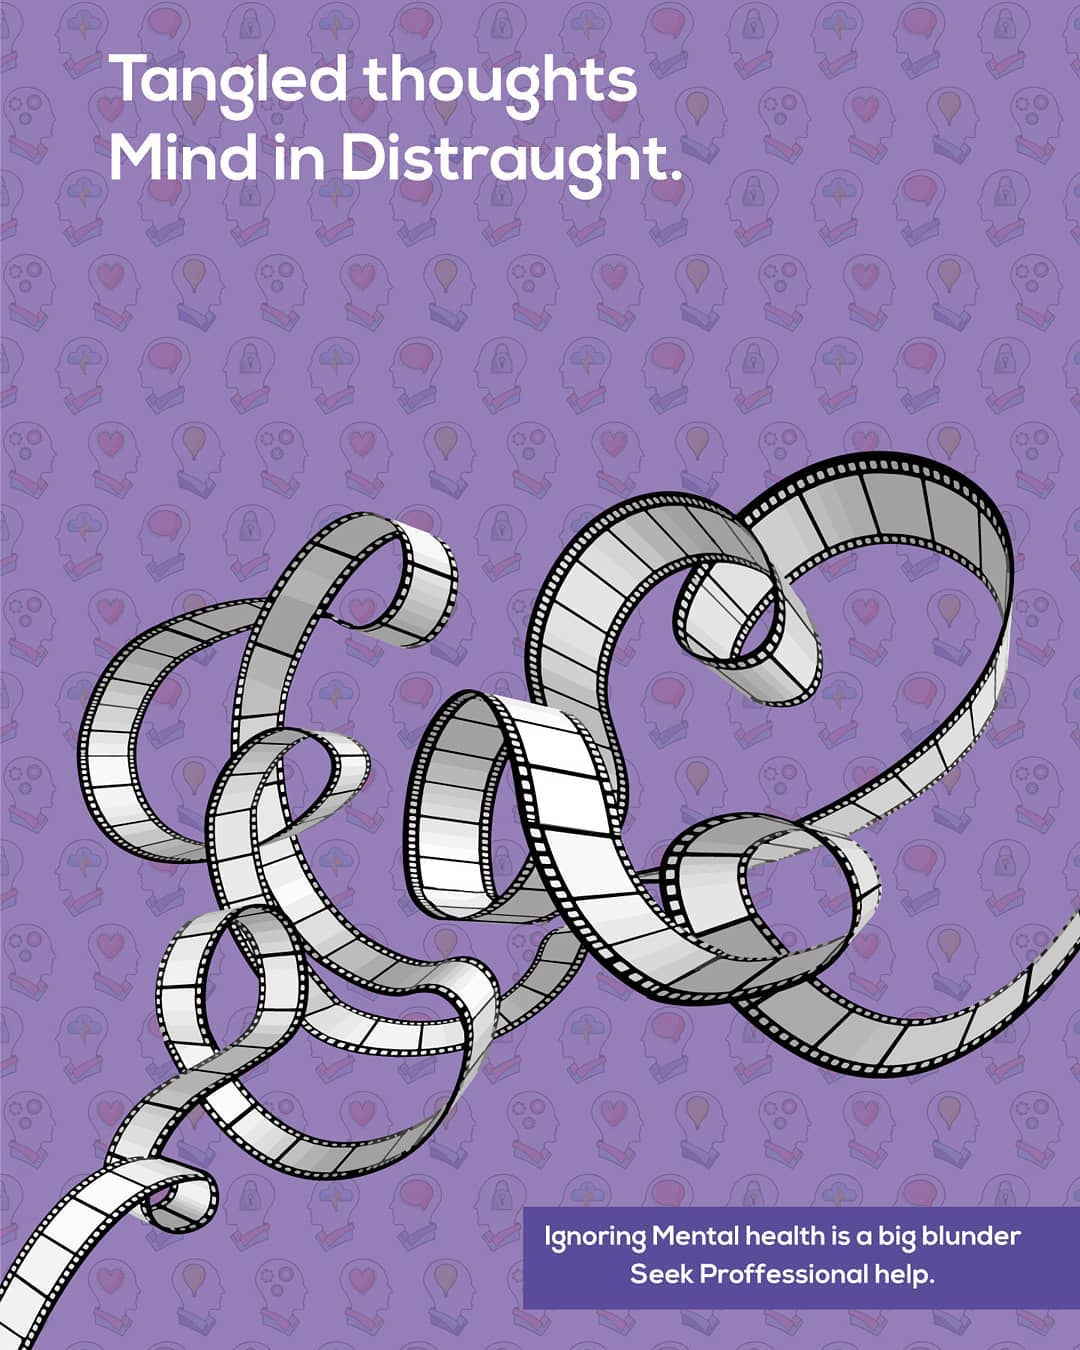 Tangled thoughts
Mind in Distraught.
Ignoring Mental health is a big blunder
Seek Proffessional help.